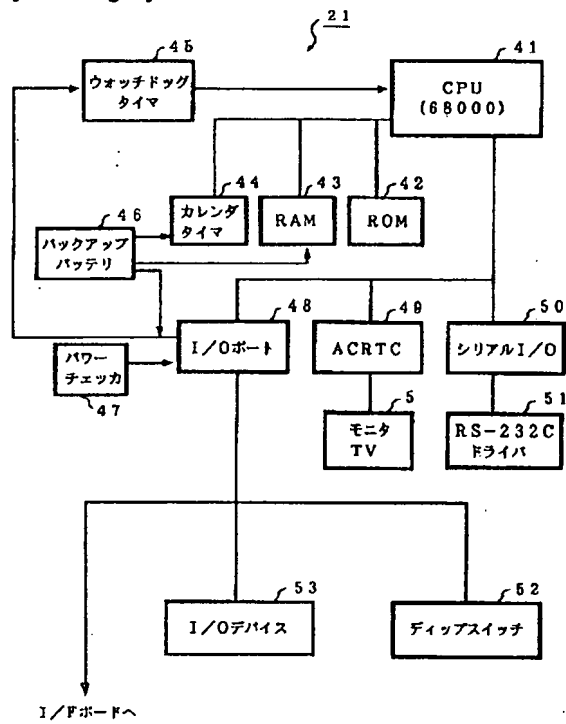 21
45
ウォッチドッグ
タイマ
41
CPU
(68000)
44
カレンダ
タイマ
43
RAM
42
ROM
46
バックアップ
バッテリ
48
I/Oポート
49
ACRTC
50
シリアルI/O
パワー
チェッカ
47
5
モニタ
TV
51
RS-232C
ドライバ
53
I/Oデバイス
52
ディップスイッチ
I/Fボードへ